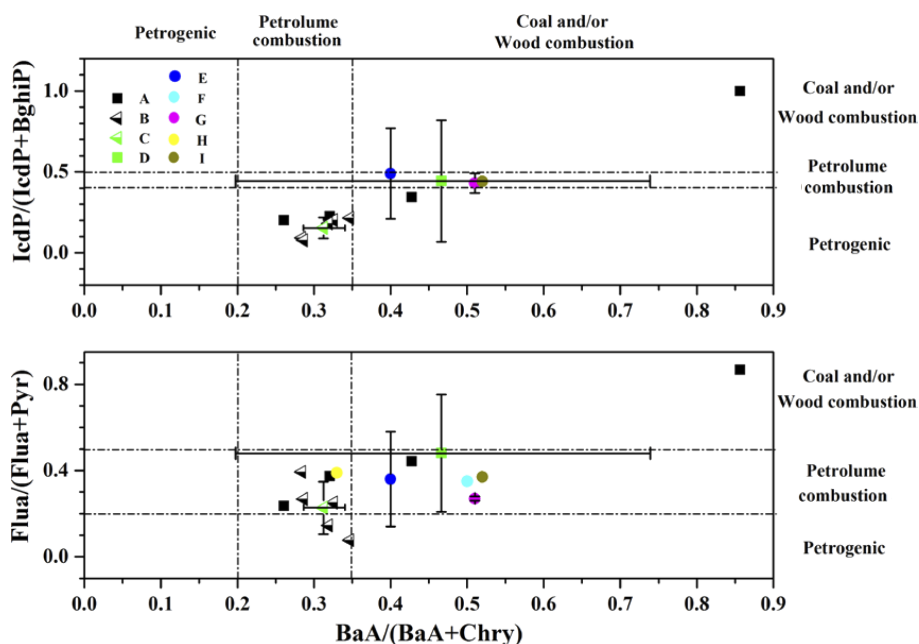 Petrogenic
Petrolume
combustion
Coal and/or
Wood combustion
IcdP/(IcdP+BghiP)
1.0
0.5
0.0
A
B
C
D
E
F
G
H
I
Coal and/or
Wood combustion
Petrolume
combustion
Petrogenic
0.0 0.1 0.2 0.3 0.4 0.5 0.6 0.7 0.8 0.9
Flua/(Flua+Pyr)
0.8
0.4
0.0
Coal and/or
Wood combustion
Petrolume
combustion
Petrogenic
0.0 0.1 0.2 0.3 0.4 0.5 0.6 0.7 0.8 0.9
BaA/(BaA+Chry)